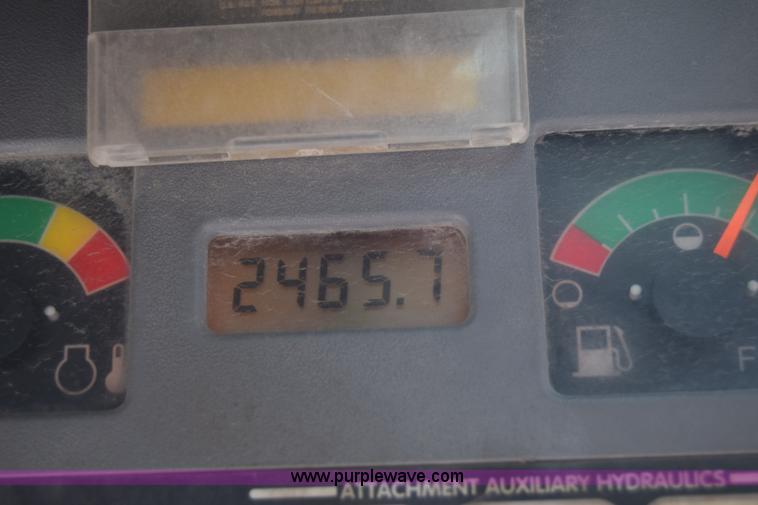 2465.7
F
www.purplewave.com
ATTACHMENT AUXILIARY HYDRAULICS